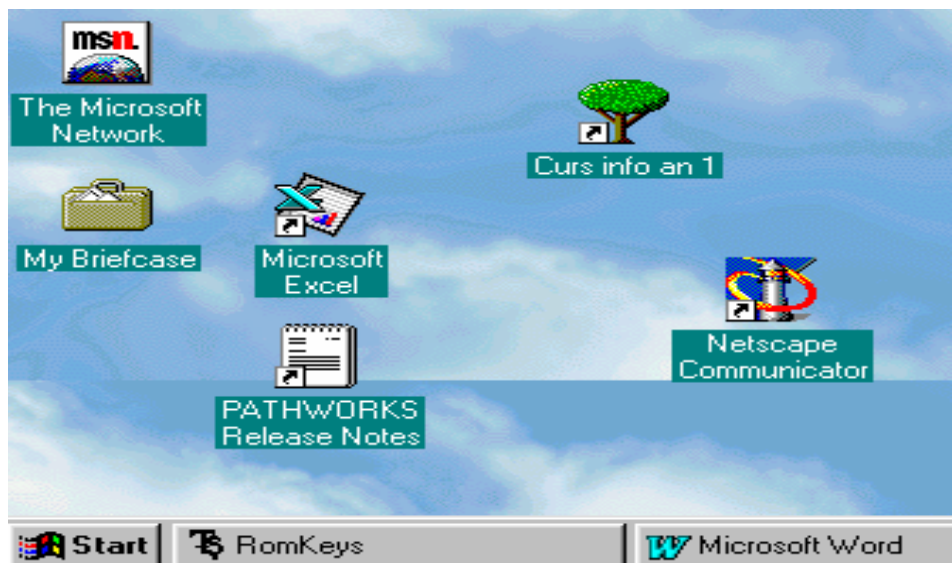 msn.
The Microsoft
Network
Curs info an 1
My Briefcase
Microsoft
Excel
Netscape
Communicator
PATHWORKS
Release Notes
Start
RomKeys
Microsoft Word